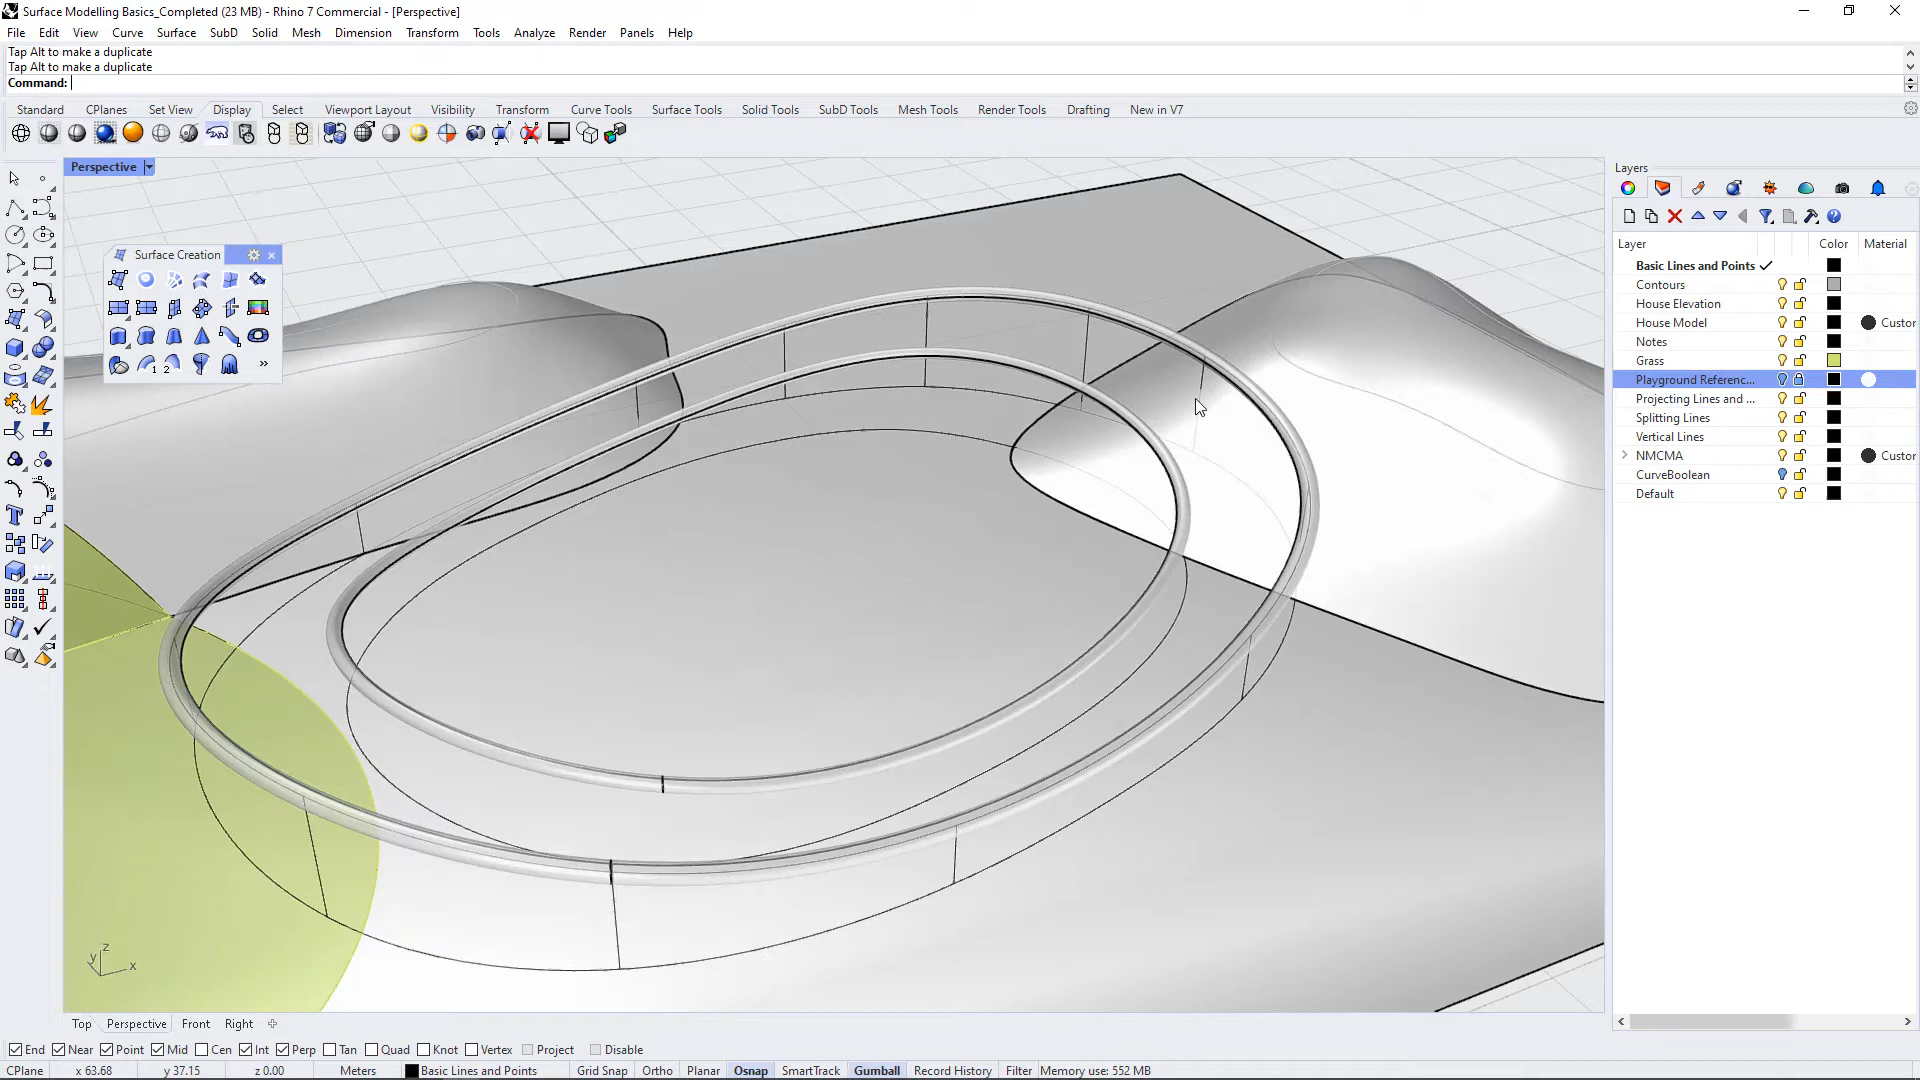 Surface Modelling Basics_Completed (23 MB) - Rhino 7 Commercial - [Perspective]
File Edit View Curve Surface SubD Solid Mesh Dimension Transform Tools Analyze Render Panels Help
Tap Alt to make a duplicate
Tap Alt to make a duplicate
Command:
Standard CPlanes Set View Display Select Viewport Layout Visibility Transform Curve Tools Surface Tools Solid Tools SubD Tools Mesh Tools Render Tools Drafting New in V7
Perspective
Layers
Surface Creation
1 2 »
Layer Color Material
Basic Lines and Points
Contours
House Elevation
House Model Custor
Notes
Grass
Playground Referenc...
Projecting Lines and ...
Splitting Lines
Vertical Lines
NMCMA Custor
CurveBoolean
Default
z
y
x
Top Perspective Front Right
End Near Point Mid Cen Int Perp Tan Quad Knot Vertex Project Disable
CPlane x 63.68 y 37.15 z 0.00 Meters Basic Lines and Points Grid Snap Ortho Planar Osnap SmartTrack Gumball Record History Filter Memory use: 552 MB